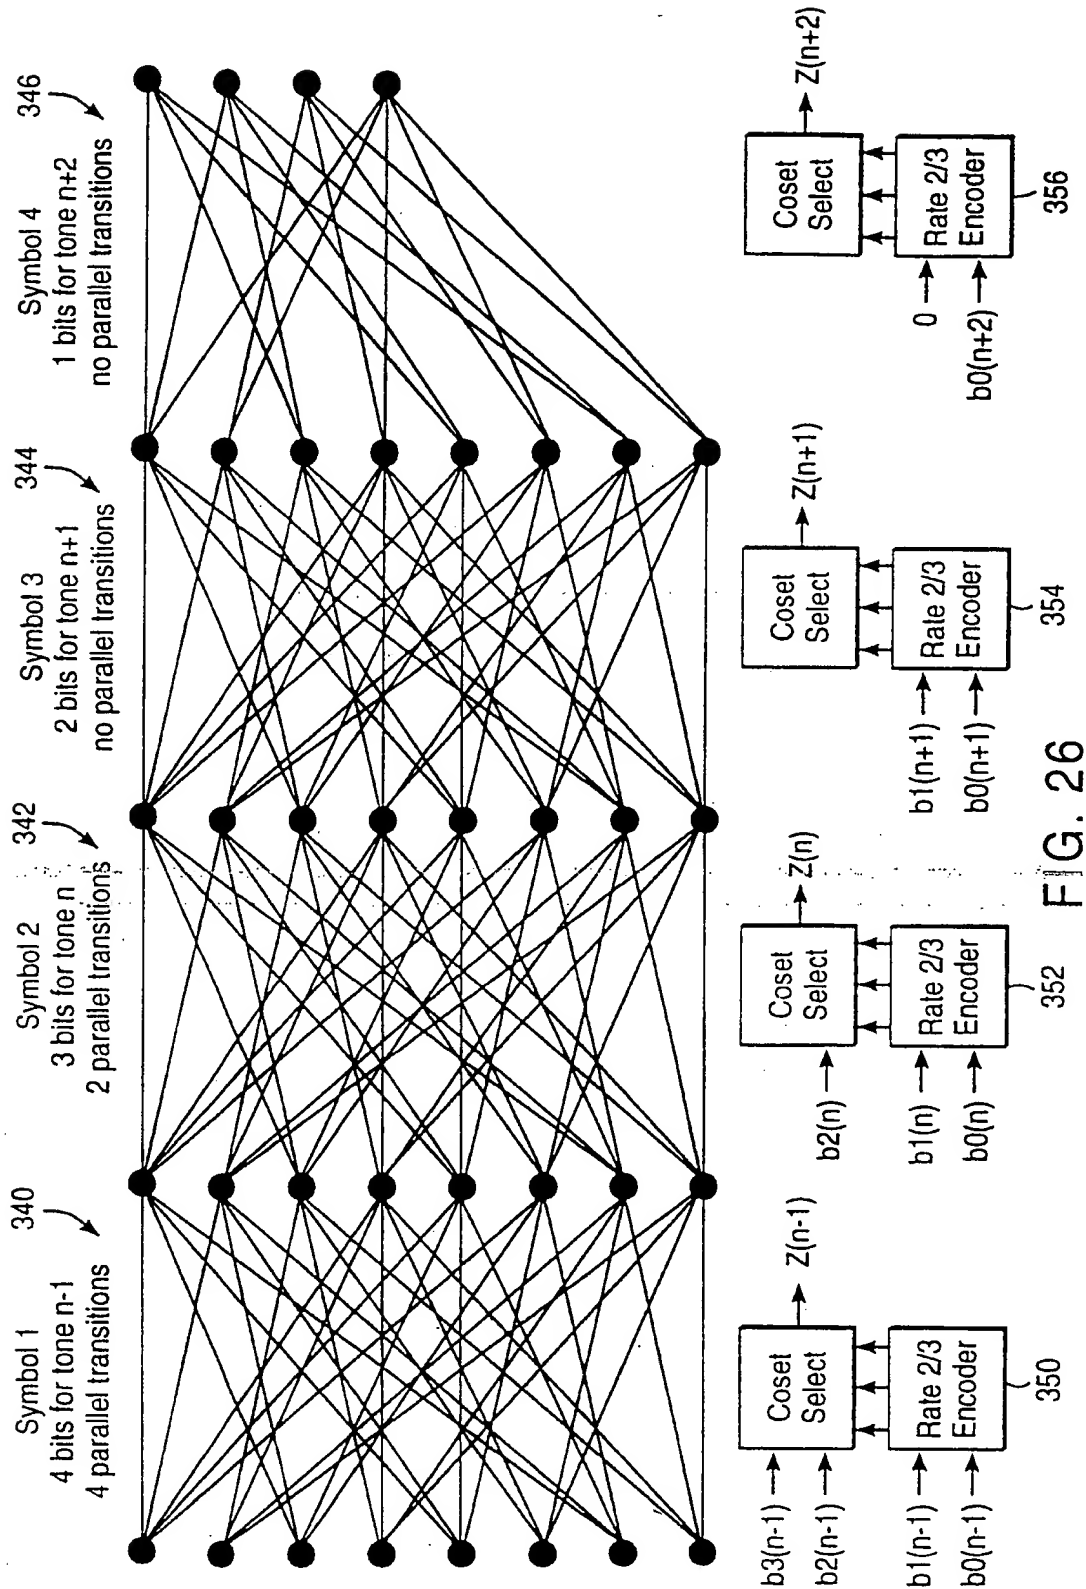 Symbol 1
4 bits for tone n-1
4 parallel transitions
340
Symbol 2
3 bits for tone n
2 parallel transitions
342
Symbol 3
2 bits for tone n+1
no parallel transitions
344
Symbol 4
1 bits for tone n+2
no parallel transitions
346
b3(n-1)
b2(n-1)
b1(n-1)
b0(n-1)
Coset
Select
Z(n-1)
Rate 2/3
Encoder
350
b2(n)
b1(n)
b0(n)
Coset
Select
Z(n)
Rate 2/3
Encoder
352
b1(n+1)
b0(n+1)
Coset
Select
Z(n+1)
Rate 2/3
Encoder
354
0
b0(n+2)
Coset
Select
Z(n+2)
Rate 2/3
Encoder
356
FIG. 26